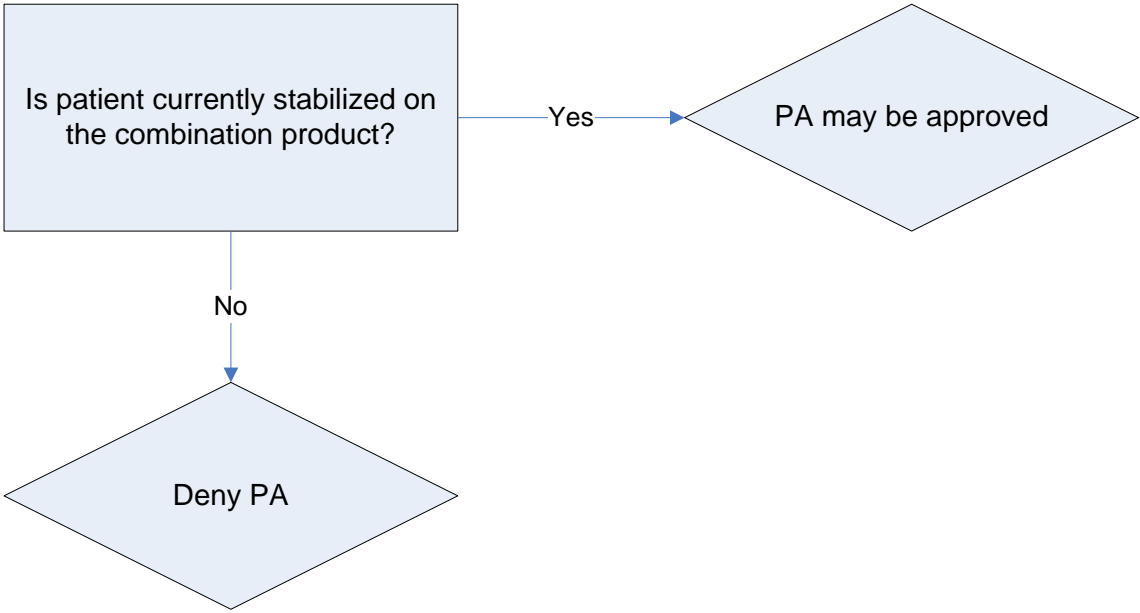 Is patient currently stabilized on
the combination product?
Yes
PA may be approved
No
Deny PA